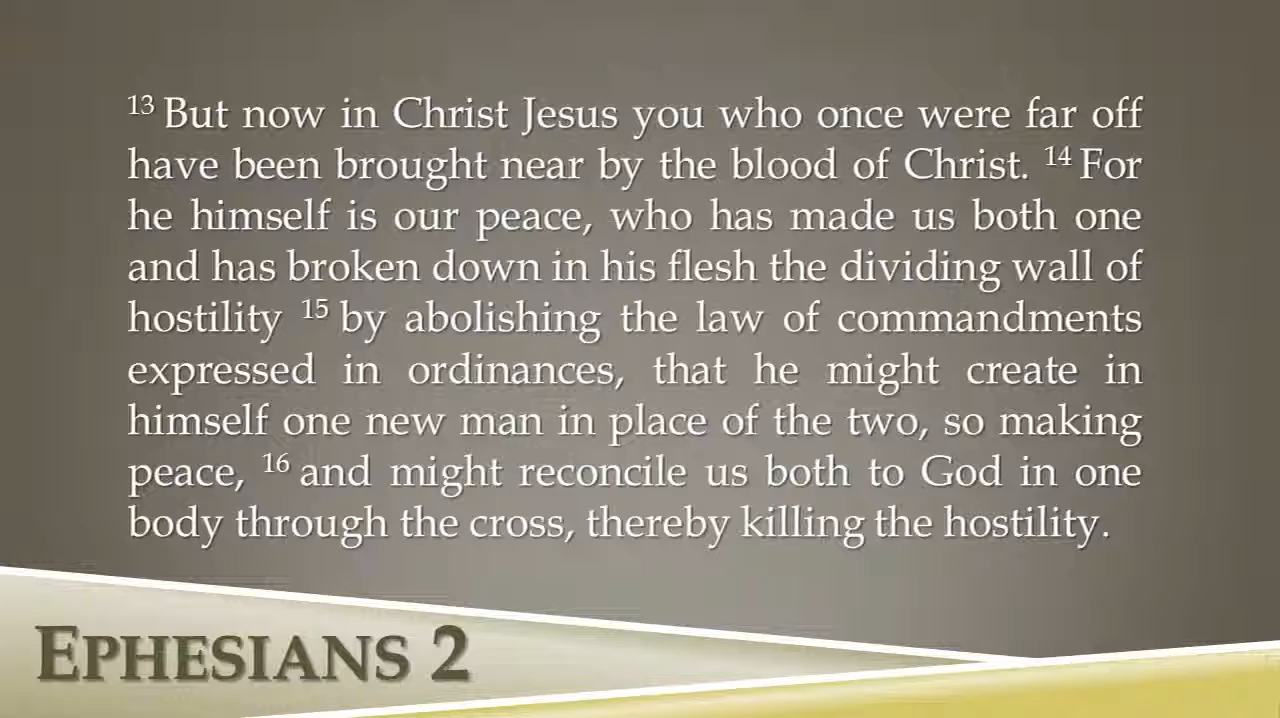 13 But now in Christ Jesus you who once were far off
have been brought near by the blood of Christ. 14 For
he himself is our peace, who has made us both one
and has broken down in his flesh the dividing wall of
hostility 15 by abolishing the law of commandments
expressed in ordinances, that he might create in
himself one new man in place of the two, so making
peace, 16 and might reconcile us both to God in one
body through the cross, thereby killing the hostility.
EPHESIANS 2